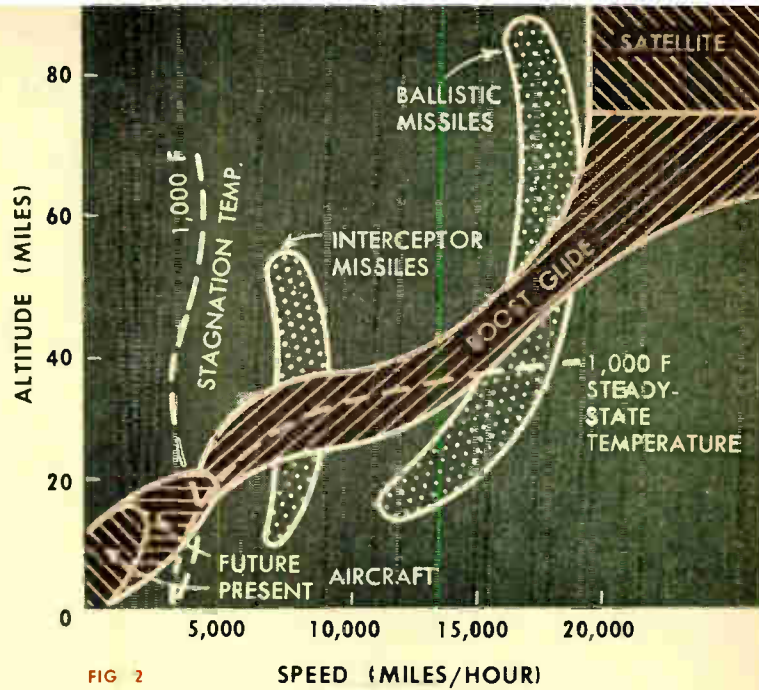 80
60
40
20
0
ALTITUDE (MILES)
1,000 F
STAGNATION TEMP.
INTERCEPTOR
MISSILES
BALLISTIC
MISSILES
SATELLITE
BOOST GLIDE
1,000 F
STEADY-
STATE
TEMPERATURE
FUTURE
PRESENT
AIRCRAFT
5,000
10,000
15,000
20,000
FIG 2
SPEED (MILES/HOUR)